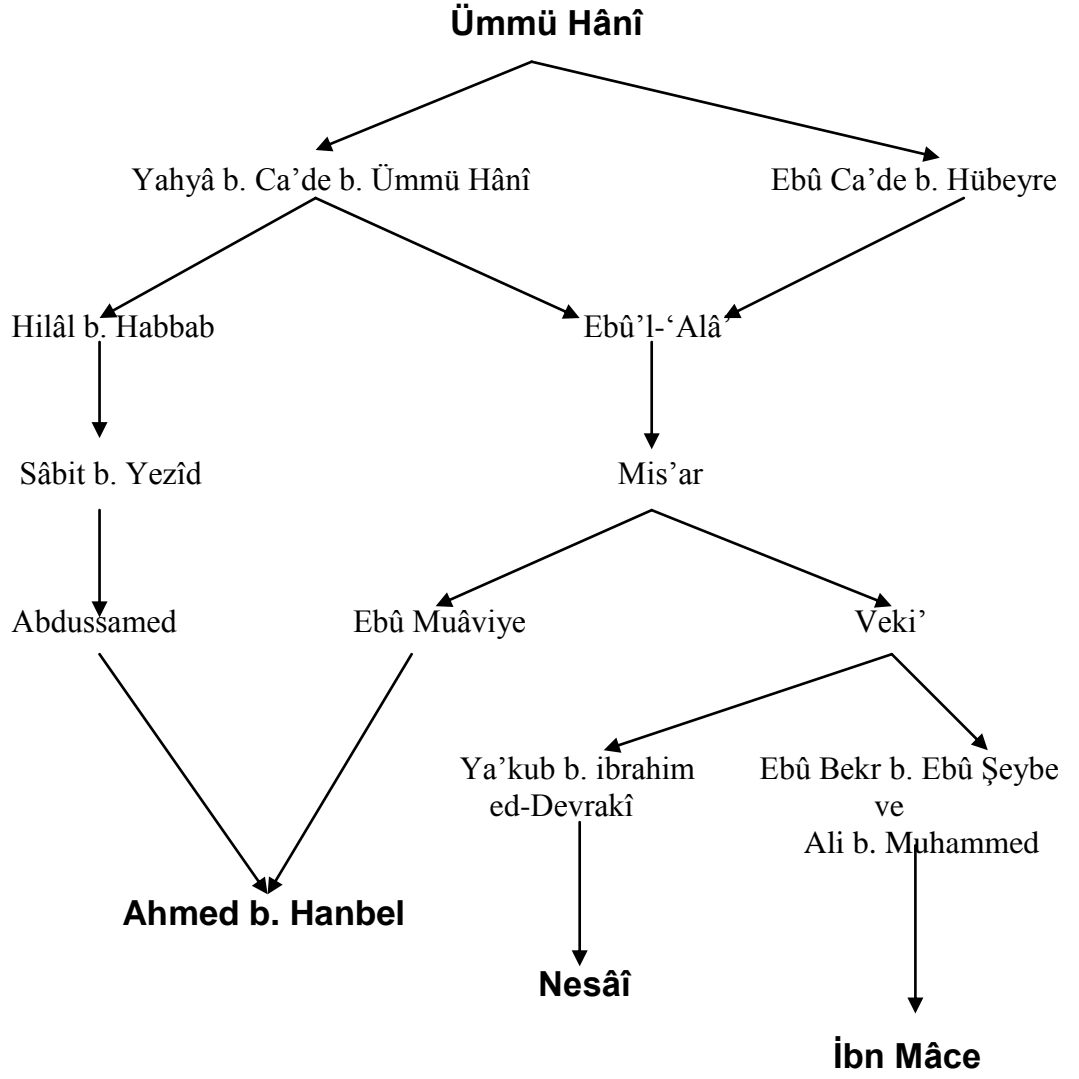 Ümmü Hânî
Yahyâ b. Ca’de b. Ümmü Hânî
Ebû Ca’de b. Hübeyre
Hilâl b. Habbab
Ebû’l-‘Alâ’
Sâbit b. Yezîd
Mis’ar
Abdussamed
Ebû Muâviye
Veki’
Ya’kub b. ibrahim
ed-Devrakî
Ebû Bekr b. Ebû Şeybe
ve
Ali b. Muhammed
Ahmed b. Hanbel
Nesâî
İbn Mâce